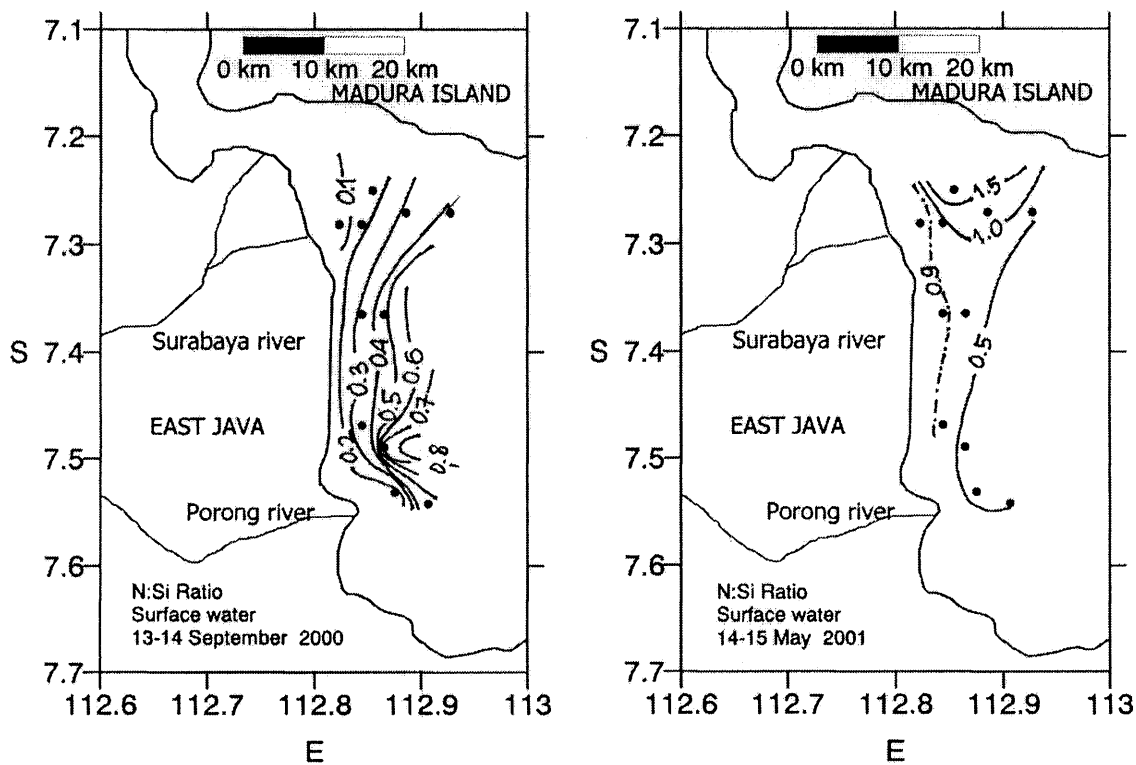 7.1
0 km 10 km 20 km
MADURA ISLAND
7.2
0.1
7.3
S
Surabaya river
0.3
0.4
0.6
7.4
EAST JAVA
0.5
0.7
0.2
0.8
7.5
Porong river
7.6
N:Si Ratio
Surface water
13-14 September 2000
7.7
112.6 112.7 112.8 112.9 113
E
7.1
0 km 10 km 20 km
MADURA ISLAND
7.2
1.5
1.0
7.3
0.9
S
Surabaya river
0.5
7.4
EAST JAVA
7.5
Porong river
7.6
N:Si Ratio
Surface water
14-15 May 2001
7.7
112.6 112.7 112.8 112.9 113
E